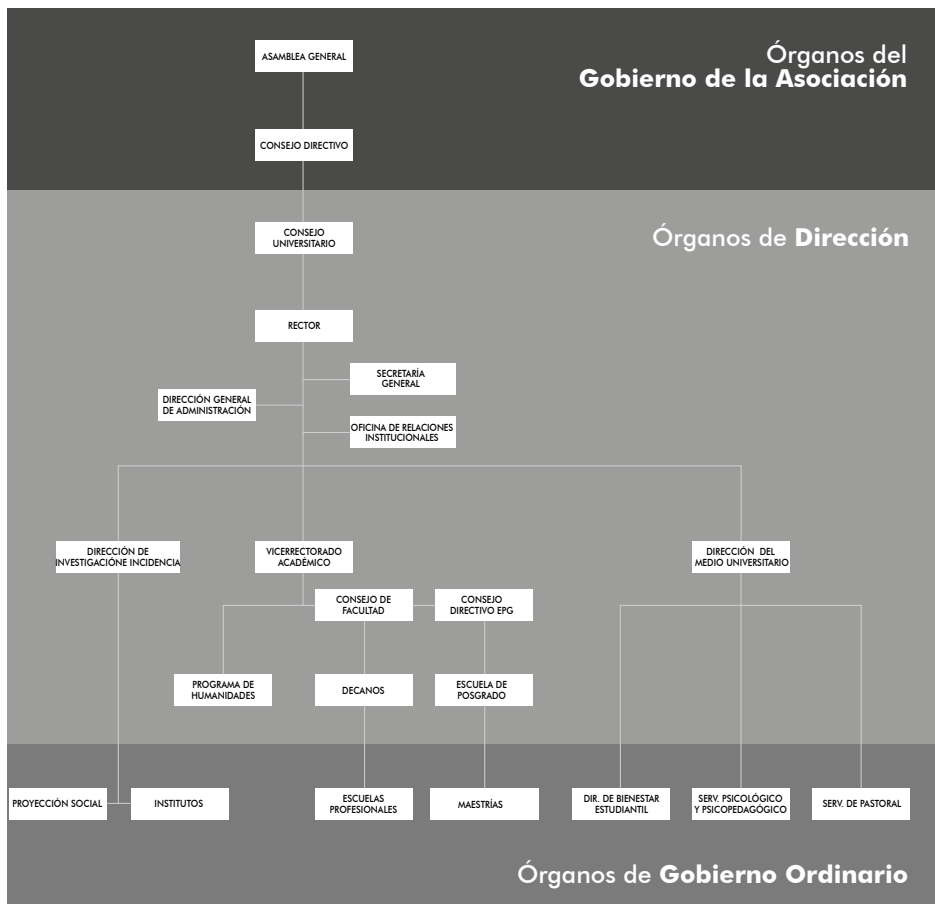 ASAMBLEA GENERAL
Órganos del
Gobierno de la Asociación
CONSEJO DIRECTIVO
CONSEJO
UNIVERSITARIO
Órganos de Dirección
RECTOR
SECRETARÍA
GENERAL
DIRECCIÓN GENERAL
DE ADMINISTRACIÓN
OFICINA DE RELACIONES
INSTITUCIONALES
DIRECCIÓN DE
INVESTIGACIÓNE INCIDENCIA
VICERRECTORADO
ACADÉMICO
DIRECCIÓN DEL
MEDIO UNIVERSITARIO
CONSEJO DE
FACULTAD
CONSEJO
DIRECTIVO EPG
PROGRAMA DE
HUMANIDADES
DECANOS
ESCUELA DE
POSGRADO
PROYECCIÓN SOCIAL
INSTITUTOS
ESCUELAS
PROFESIONALES
MAESTRÍAS
DIR. DE BIENESTAR
ESTUDIANTIL
SERV. PSICOLÓGICO
Y PSICOPEDAGÓGICO
SERV. DE PASTORAL
Órganos de Gobierno Ordinario